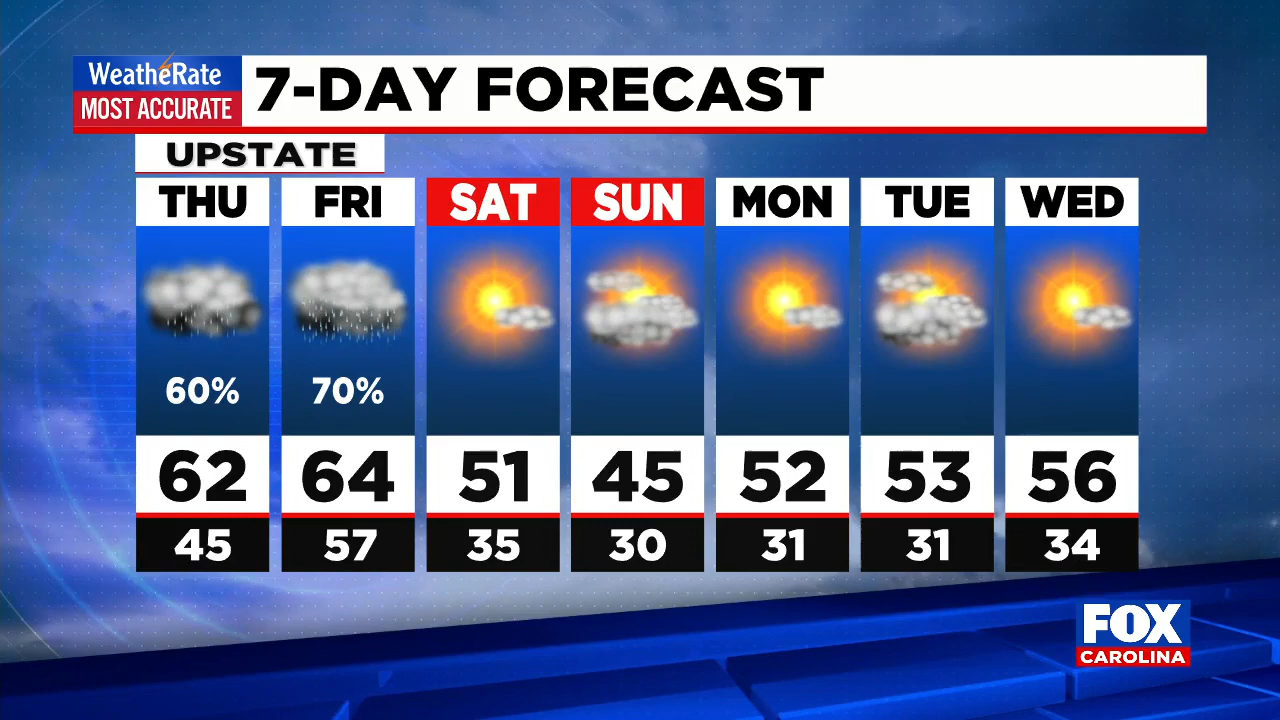 WeatheRate
MOST ACCURATE
7-DAY FORECAST
UPSTATE
THU FRI SAT SUN MON TUE WED
60% 70%
62 64 51 45 52 53 56
45 57 35 30 31 31 34
FOX
CAROLINA